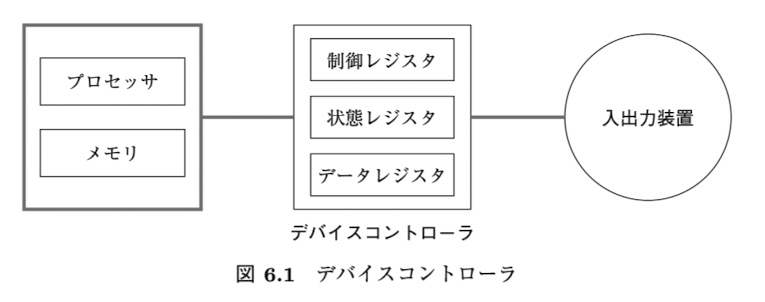 プロセッサ
メモリ
制御レジスタ
状態レジスタ
データレジスタ
デバイスコントローラ
入出力装置
図 6.1 デバイスコントローラ